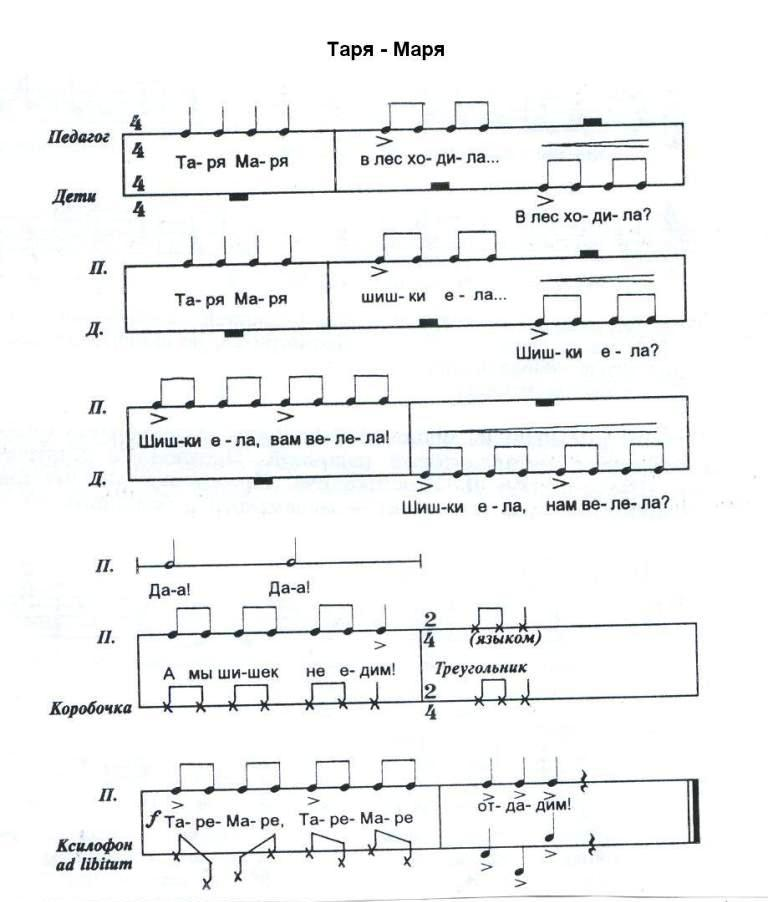 Таря - Маря
Педагог 4 4
Та- ря Ма- ря в лес хо- ди- ла...
Дети 4 4
В лес хо- ди- ла?
П.
Та- ря Ма- ря шиш- ки е - ла...
Д.
Шиш- ки е - ла?
П.
Шиш-ки е - ла, вам ве- ле- ла!
Д.
Шиш-ки е - ла, нам ве- ле- ла?
П.
Да-а! Да-а!
П. 2 4 (языком)
А мы ши-шек не е- дим! Треугольник
Коробочка 2 4
П.
от- да- дим!
f Та- ре- Ма- ре, Та- ре- Ма- ре
Ксилофон
ad libitum